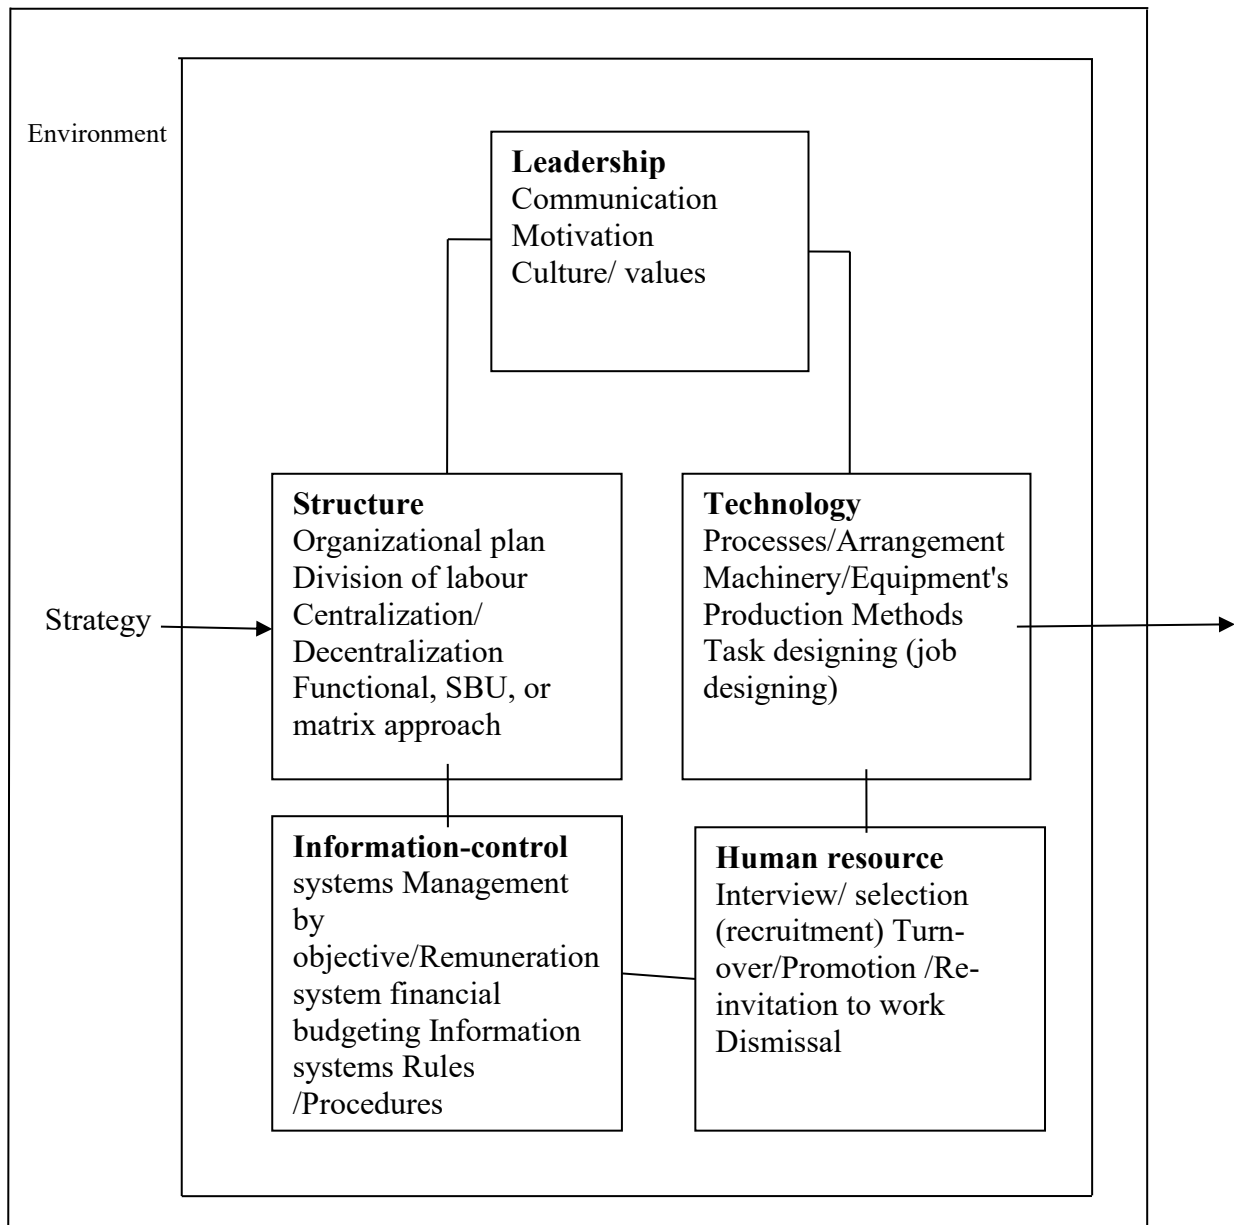 Environment
Leadership
Communication
Motivation
Culture/ values
Structure
Organizational plan
Division of labour
Centralization/
Decentralization
Functional, SBU, or
matrix approach
Technology
Processes/Arrangement
Machinery/Equipment's
Production Methods
Task designing (job
designing)
Strategy
Information-control
systems Management
by
objective/Remuneration
system financial
budgeting Information
systems Rules
/Procedures
Human resource
Interview/ selection
(recruitment) Turn-
over/Promotion /Re-
invitation to work
Dismissal